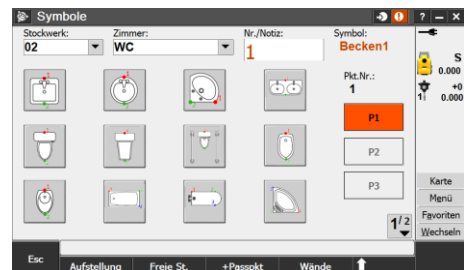 Symbole
? – ×
Stockwerk: Zimmer: Nr./Notiz: Symbol:
02 WC 1 Becken1
Pkt.Nr.:
1
P1
P2
P3
1/2
S
0.000
+0
1 0.000
Karte
Menü
Favoriten
Wechseln
Esc Aufstellung Freie St. +Passpkt Wände